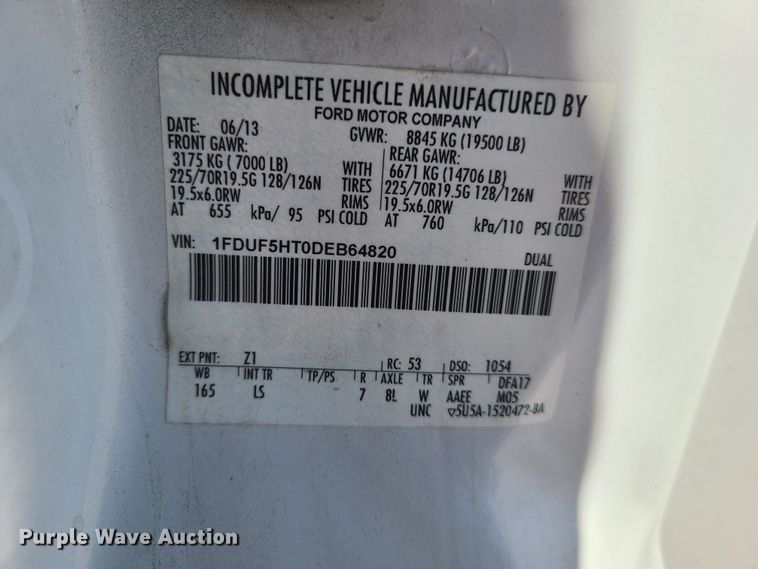 INCOMPLETE VEHICLE MANUFACTURED BY
FORD MOTOR COMPANY
DATE: 06/13 GVWR: 8845 KG (19500 LB)
FRONT GAWR: REAR GAWR:
3175 KG ( 7000 LB) WITH 6671 KG (14706 LB) WITH
225/70R19.5G 128/126N TIRES 225/70R19.5G 128/126N TIRES
19.5x6.0RW RIMS 19.5x6.0RW RIMS
AT 655 kPa/ 95 PSI COLD AT 760 kPa/110 PSI COLD
VIN: 1FDUF5HT0DEB64820 DUAL
EXT PNT: Z1 RC: 53 DSO: 1054
WB INT TR TP/PS R AXLE TR SPR DFA17
165 LS 7 8L W AAEE M05
UNC ▽5U5A-1520472-BA
Purple Wave Auction